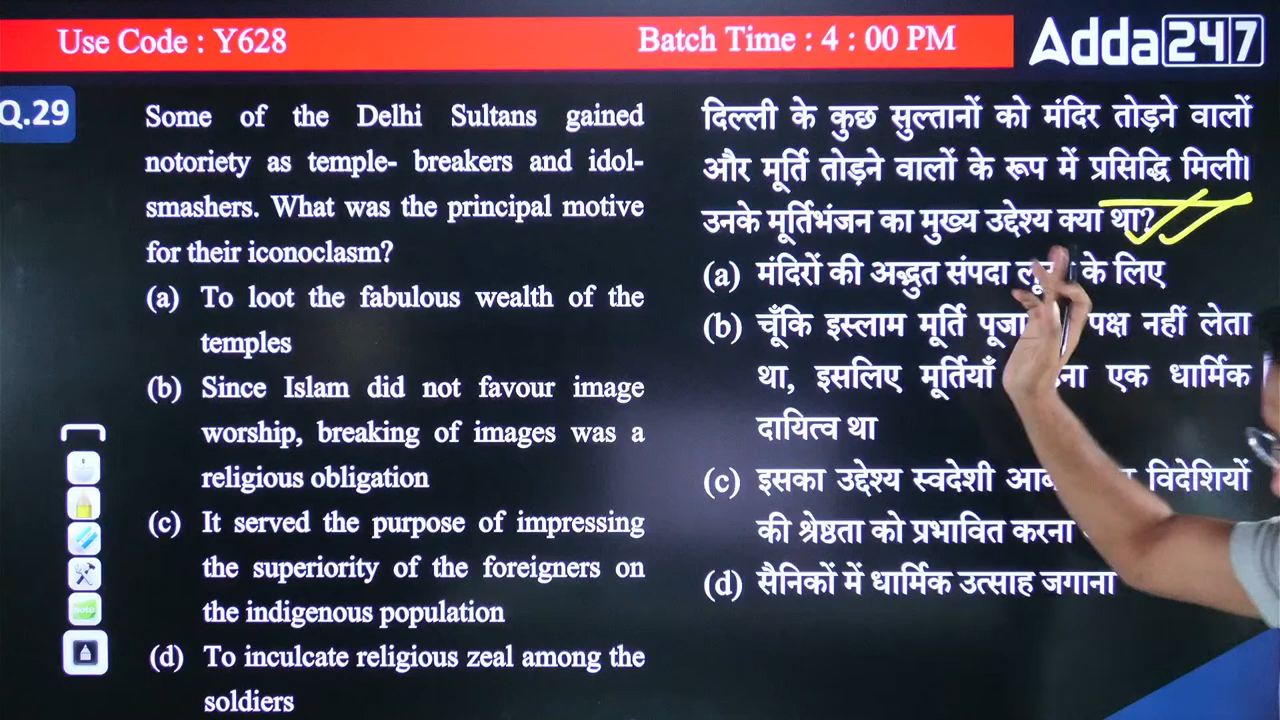 Use Code : Y628
Batch Time : 4 : 00 PM
Adda247
Q.29
Some of the Delhi Sultans gained
notoriety as temple- breakers and idol-
smashers. What was the principal motive
for their iconoclasm?
(a) To loot the fabulous wealth of the
temples
(b) Since Islam did not favour image
worship, breaking of images was a
religious obligation
(c) It served the purpose of impressing
the superiority of the foreigners on
the indigenous population
(d) To inculcate religious zeal among the
soldiers
दिल्ली के कुछ सुल्तानों को मंदिर तोड़ने वालों
और मूर्ति तोड़ने वालों के रूप में प्रसिद्धि मिली।
उनके मूर्तिभंजन का मुख्य उद्देश्य क्या था?
(a) मंदिरों की अद्भुत संपदा के लिए
(b) चूँकि इस्लाम मूर्ति पूजा पक्ष नहीं लेता
था, इसलिए मूर्तियाँ एक धार्मिक
दायित्व था
(c) इसका उद्देश्य स्वदेशी विदेशियों
की श्रेष्ठता को प्रभावित करना
(d) सैनिकों में धार्मिक उत्साह जगाना